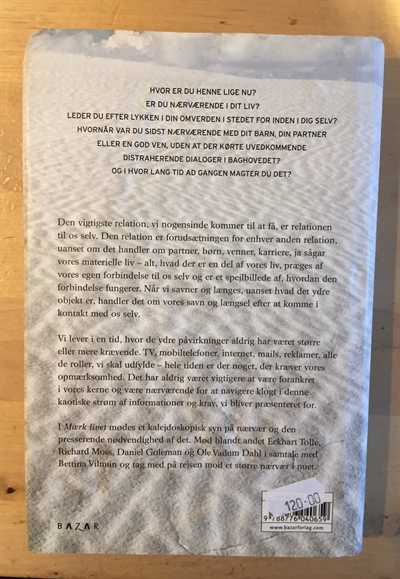 HVOR ER DU HENNE LIGE NU?
ER DU NÆRVÆRENDE I DIT LIV?
LEDER DU EFTER LYKKEN I DIN OMVERDEN I STEDET FOR INDEN I DIG SELV?
HVORNÅR VAR DU SIDST NÆRVÆRENDE MED DIT BARN, DIN PARTNER
ELLER EN GOD VEN, UDEN AT DER KØRTE UVEDKOMMENDE
DISTRAHERENDE DIALOGER I BAGHOVEDET?
OG I HVOR LANG TID AD GANGEN MAGTER DU DET?
Den vigtigste relation, vi nogensinde kommer til at få, er relationen
til os selv. Den relation er forudsætningen for enhver anden relation,
uanset om det handler om partner, børn, venner, karriere, ja sågar
vores materielle liv – alt, hvad der er en del af vores liv, præges af
vores egen forbindelse til os selv og er et spejlbillede af, hvordan den
forbindelse fungerer. Når vi savner og længes, uanset hvad det ydre
objekt er, handler det om vores savn og længsel efter at komme i
kontakt med os selv.
Vi lever i en tid, hvor de ydre påvirkninger aldrig har været større
eller mere krævende. TV, mobiltelefoner, internet, mails, reklamer, alle
de roller, vi skal udfylde – hele tiden er der noget, der kræver vores
opmærksomhed. Det har aldrig været vigtigere at være forankret
i vores kerne og være nærværende for at navigere klogt i denne
kaotiske strøm af informationer og krav, vi bliver præsenteret for.
I Mærk livet mødes et kalejdoskopisk syn på nærvær og den
presserende nødvendighed af det. Mød blandt andet Eckhart Tolle,
Richard Moss, Daniel Goleman og Ole Vadum Dahl i samtale med
Bettina Vilmun og tag med på rejsen mod et større nærvær i nuet.
120.00
9 788776 040659
www.bazarforlag.com
BAZAR